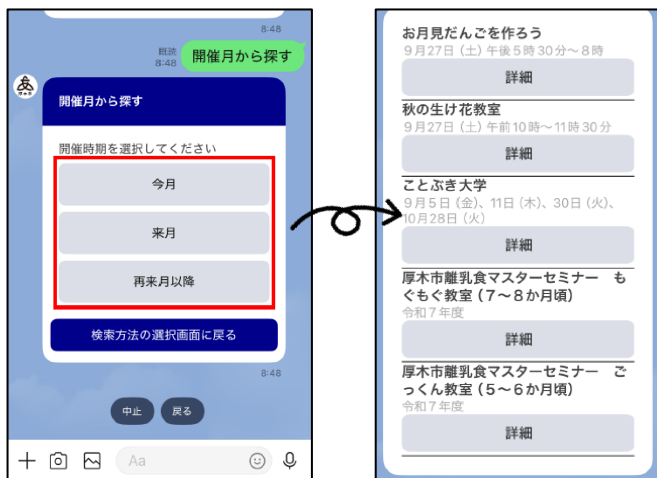 8:48
既読
8:48
開催月から探す
開催月から探す
開催時期を選択してください
今月
来月
再来月以降
検索方法の選択画面に戻る
8:48
中止
戻る
Aa
お月見だんごを作ろう
9月27日（土）午後5時30分～8時
詳細
秋の生け花教室
9月27日（土）午前10時～11時30分
詳細
ことぶき大学
9月5日（金）、11日（木）、30日（火）、
10月28日（火）
詳細
厚木市離乳食マスターセミナー　も
ぐもぐ教室（7～8か月頃）
令和7年度
詳細
厚木市離乳食マスターセミナー　ご
っくん教室（5～6か月頃）
令和7年度
詳細